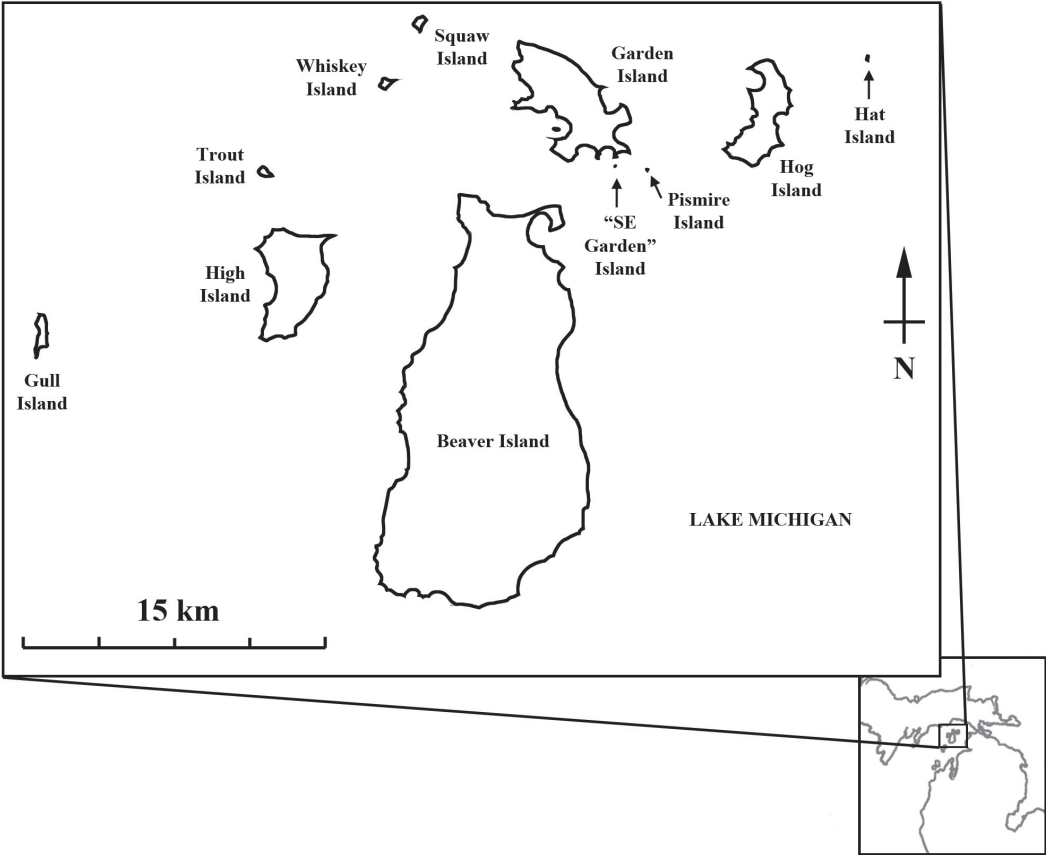 Squaw
Island
Whiskey
Island
Garden
Island
Hat
Island
Trout
Island
Hog
Island
Pismire
Island
“SE
Garden”
Island
High
Island
N
Gull
Island
Beaver Island
LAKE MICHIGAN
15 km